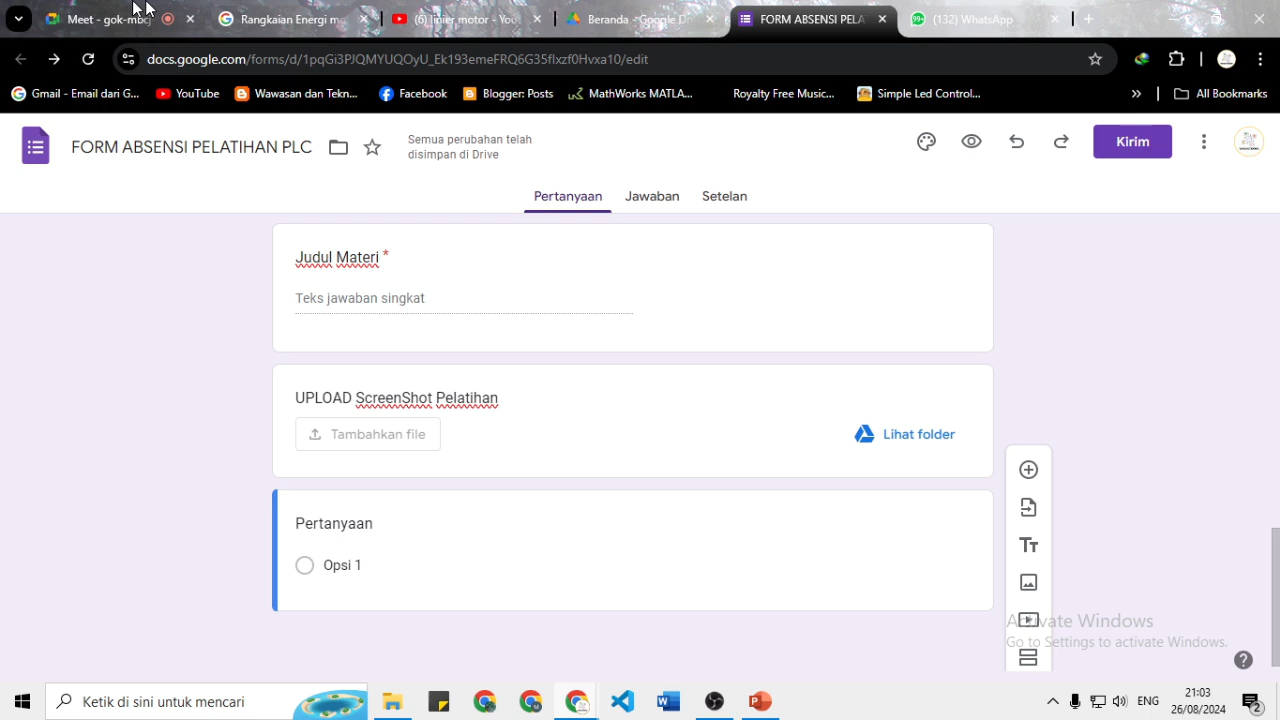 Meet - gok-mbcj
Rangkaian Energi me
(6) linier motor - You
Beranda - Google D
FORM ABSENSI PELA
(132) WhatsApp
docs.google.com/forms/d/1pqGi3PJQMYUQOyU_Ek193emeFRQ6G35fIxzf0Hvxa10/edit
Gmail - Email dari G...
YouTube
Wawasan dan Tekn...
Facebook
Blogger: Posts
MathWorks MATLA...
Royalty Free Music...
Simple Led Control...
All Bookmarks
FORM ABSENSI PELATIHAN PLC
Semua perubahan telah
disimpan di Drive
Kirim
Pertanyaan
Jawaban
Setelan
Judul Materi *
Teks jawaban singkat
UPLOAD ScreenShot Pelatihan
Tambahkan file
Lihat folder
Pertanyaan
Opsi 1
Activate Windows
Go to Settings to activate Windows.
Ketik di sini untuk mencari
ENG
21:03
26/08/2024
2